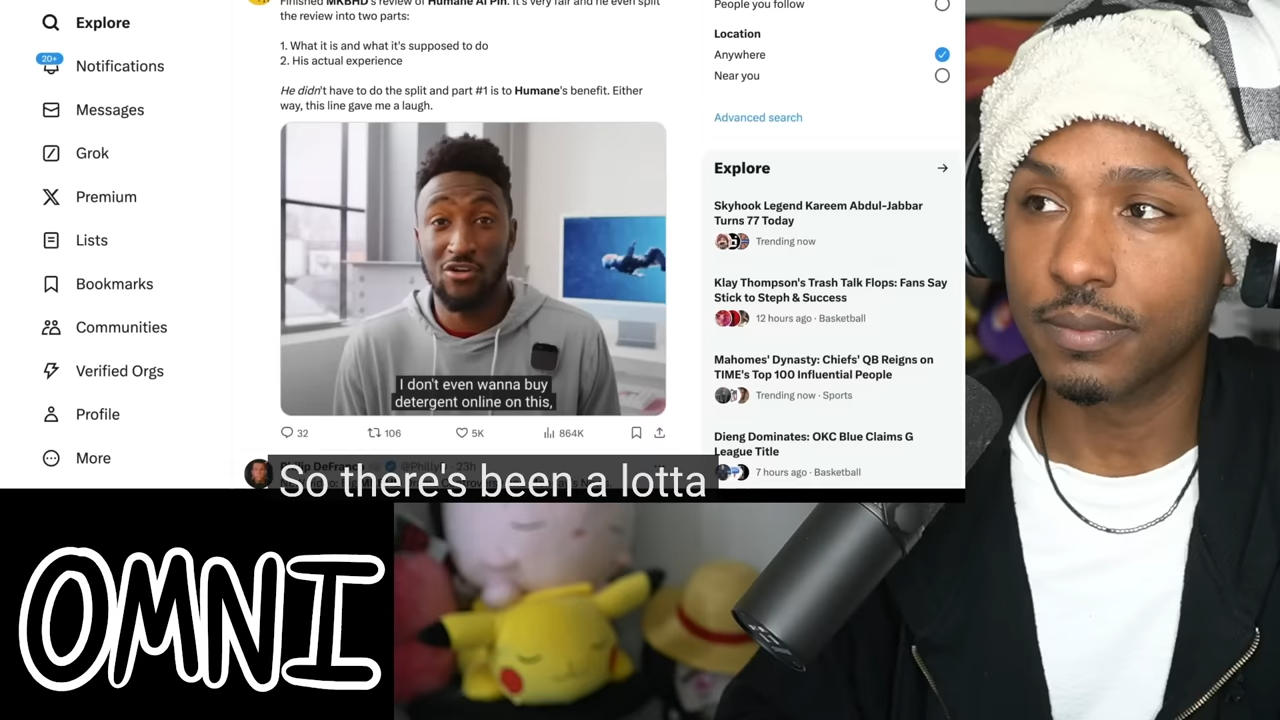 Explore
20+
Notifications
Messages
Grok
Premium
Lists
Bookmarks
Communities
Verified Orgs
Profile
More
Finished MKBHD's review of Humane AI Pin. It's very fair and he even split
the review into two parts:
1. What it is and what it's supposed to do
2. His actual experience
He didn't have to do the split and part #1 is to Humane's benefit. Either
way, this line gave me a laugh.
I don't even wanna buy
detergent online on this,
32
106
5K
864K
So there's been a lotta
People you follow
Location
Anywhere
Near you
Advanced search
Explore
Skyhook Legend Kareem Abdul-Jabbar
Turns 77 Today
Trending now
Klay Thompson's Trash Talk Flops: Fans Say
Stick to Steph & Success
12 hours ago · Basketball
Mahomes' Dynasty: Chiefs' QB Reigns on
TIME's Top 100 Influential People
Trending now · Sports
Dieng Dominates: OKC Blue Claims G
League Title
7 hours ago · Basketball
OMNI